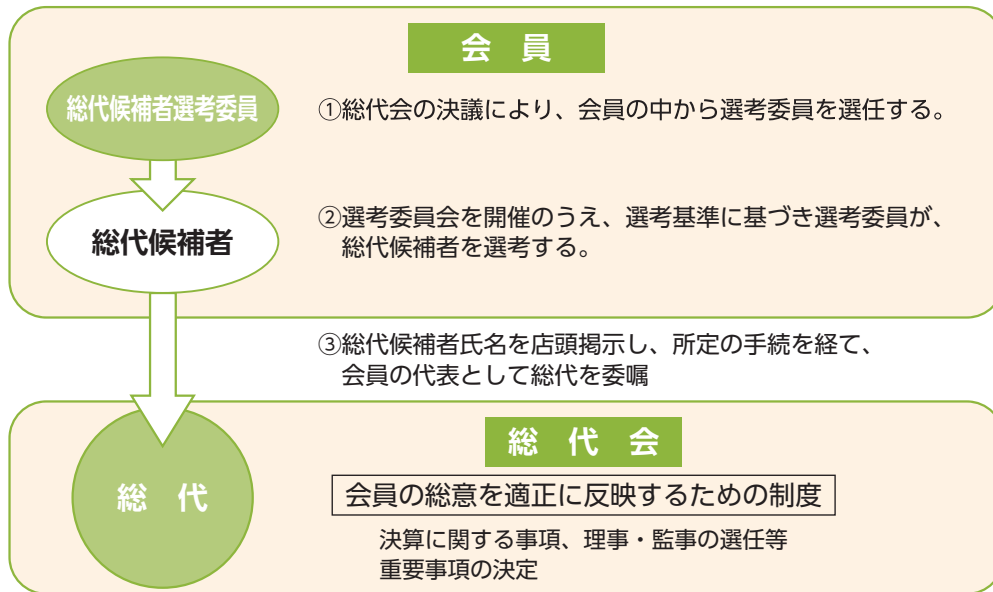 会 員
総代候補者選考委員
①総代会の決議により、会員の中から選考委員を選任する。
総代候補者
②選考委員会を開催のうえ、選考基準に基づき選考委員が、
総代候補者を選考する。
③総代候補者氏名を店頭掲示し、所定の手続を経て、
会員の代表として総代を委嘱
総 代 会
総 代
会員の総意を適正に反映するための制度
決算に関する事項、理事・監事の選任等
重要事項の決定